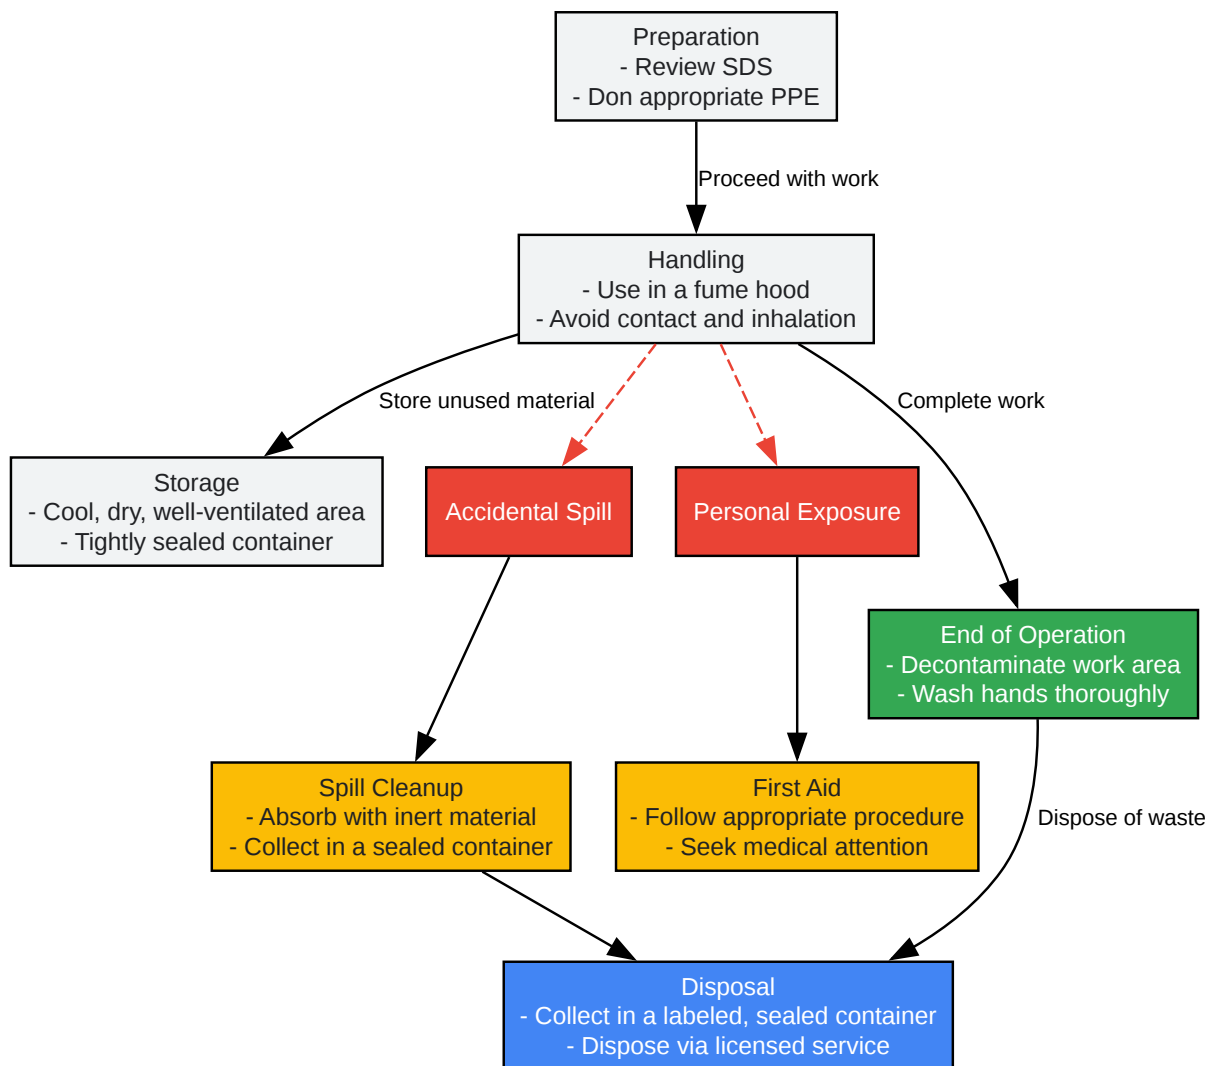 Preparation
- Review SDS
- Don appropriate PPE
Proceed with work
Handling
- Use in a fume hood
- Avoid contact and inhalation
Store unused material
Complete work
Storage
- Cool, dry, well-ventilated area
- Tightly sealed container
Accidental Spill
Personal Exposure
End of Operation
- Decontaminate work area
- Wash hands thoroughly
Spill Cleanup
- Absorb with inert material
- Collect in a sealed container
First Aid
- Follow appropriate procedure
- Seek medical attention
Dispose of waste
Disposal
- Collect in a labeled, sealed container
- Dispose via licensed service